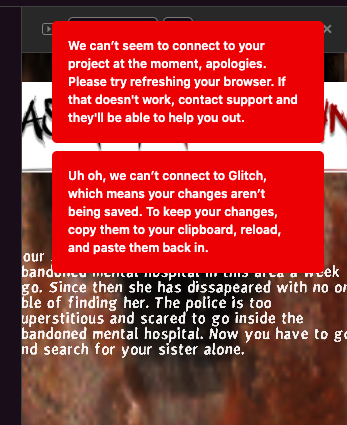 We can't seem to connect to your
project at the moment, apologies.
Please try refreshing your browser. If
that doesn't work, contact support and
they'll be able to help you out.
Uh oh, we can't connect to Glitch,
which means your changes aren't
being saved. To keep your changes,
copy them to your clipboard, reload,
and paste them back in.
our
bandoned mental hospital in this area a week
go. Since then she has dissapeared with no on
ble of finding her. The police is too
uperstitious and scared to go inside the
bandoned mental hospital. Now you have to go
nd search for your sister alone.